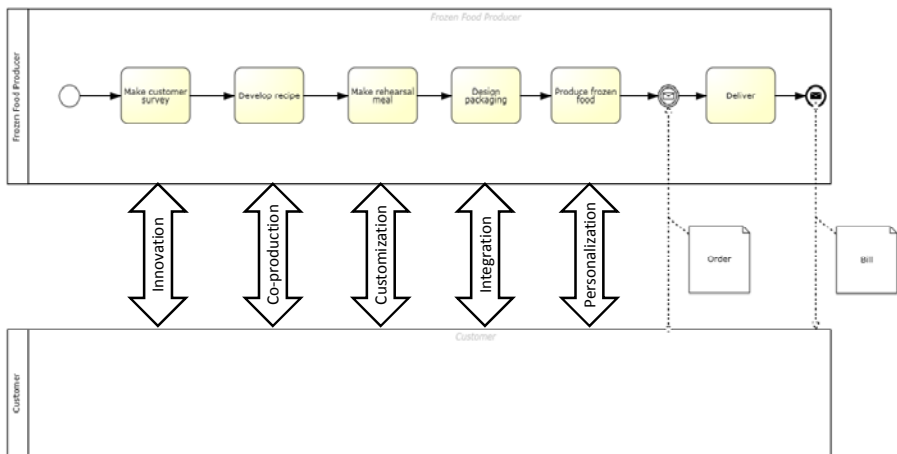 Frozen Food Producer
Frozen Food Producer
Make customer
survey
Develop recipe
Make rehearsal
meal
Design
packaging
Produce frozen
food
Deliver
Innovation
Co-production
Customization
Integration
Personalization
Order
Bill
Customer
Customer